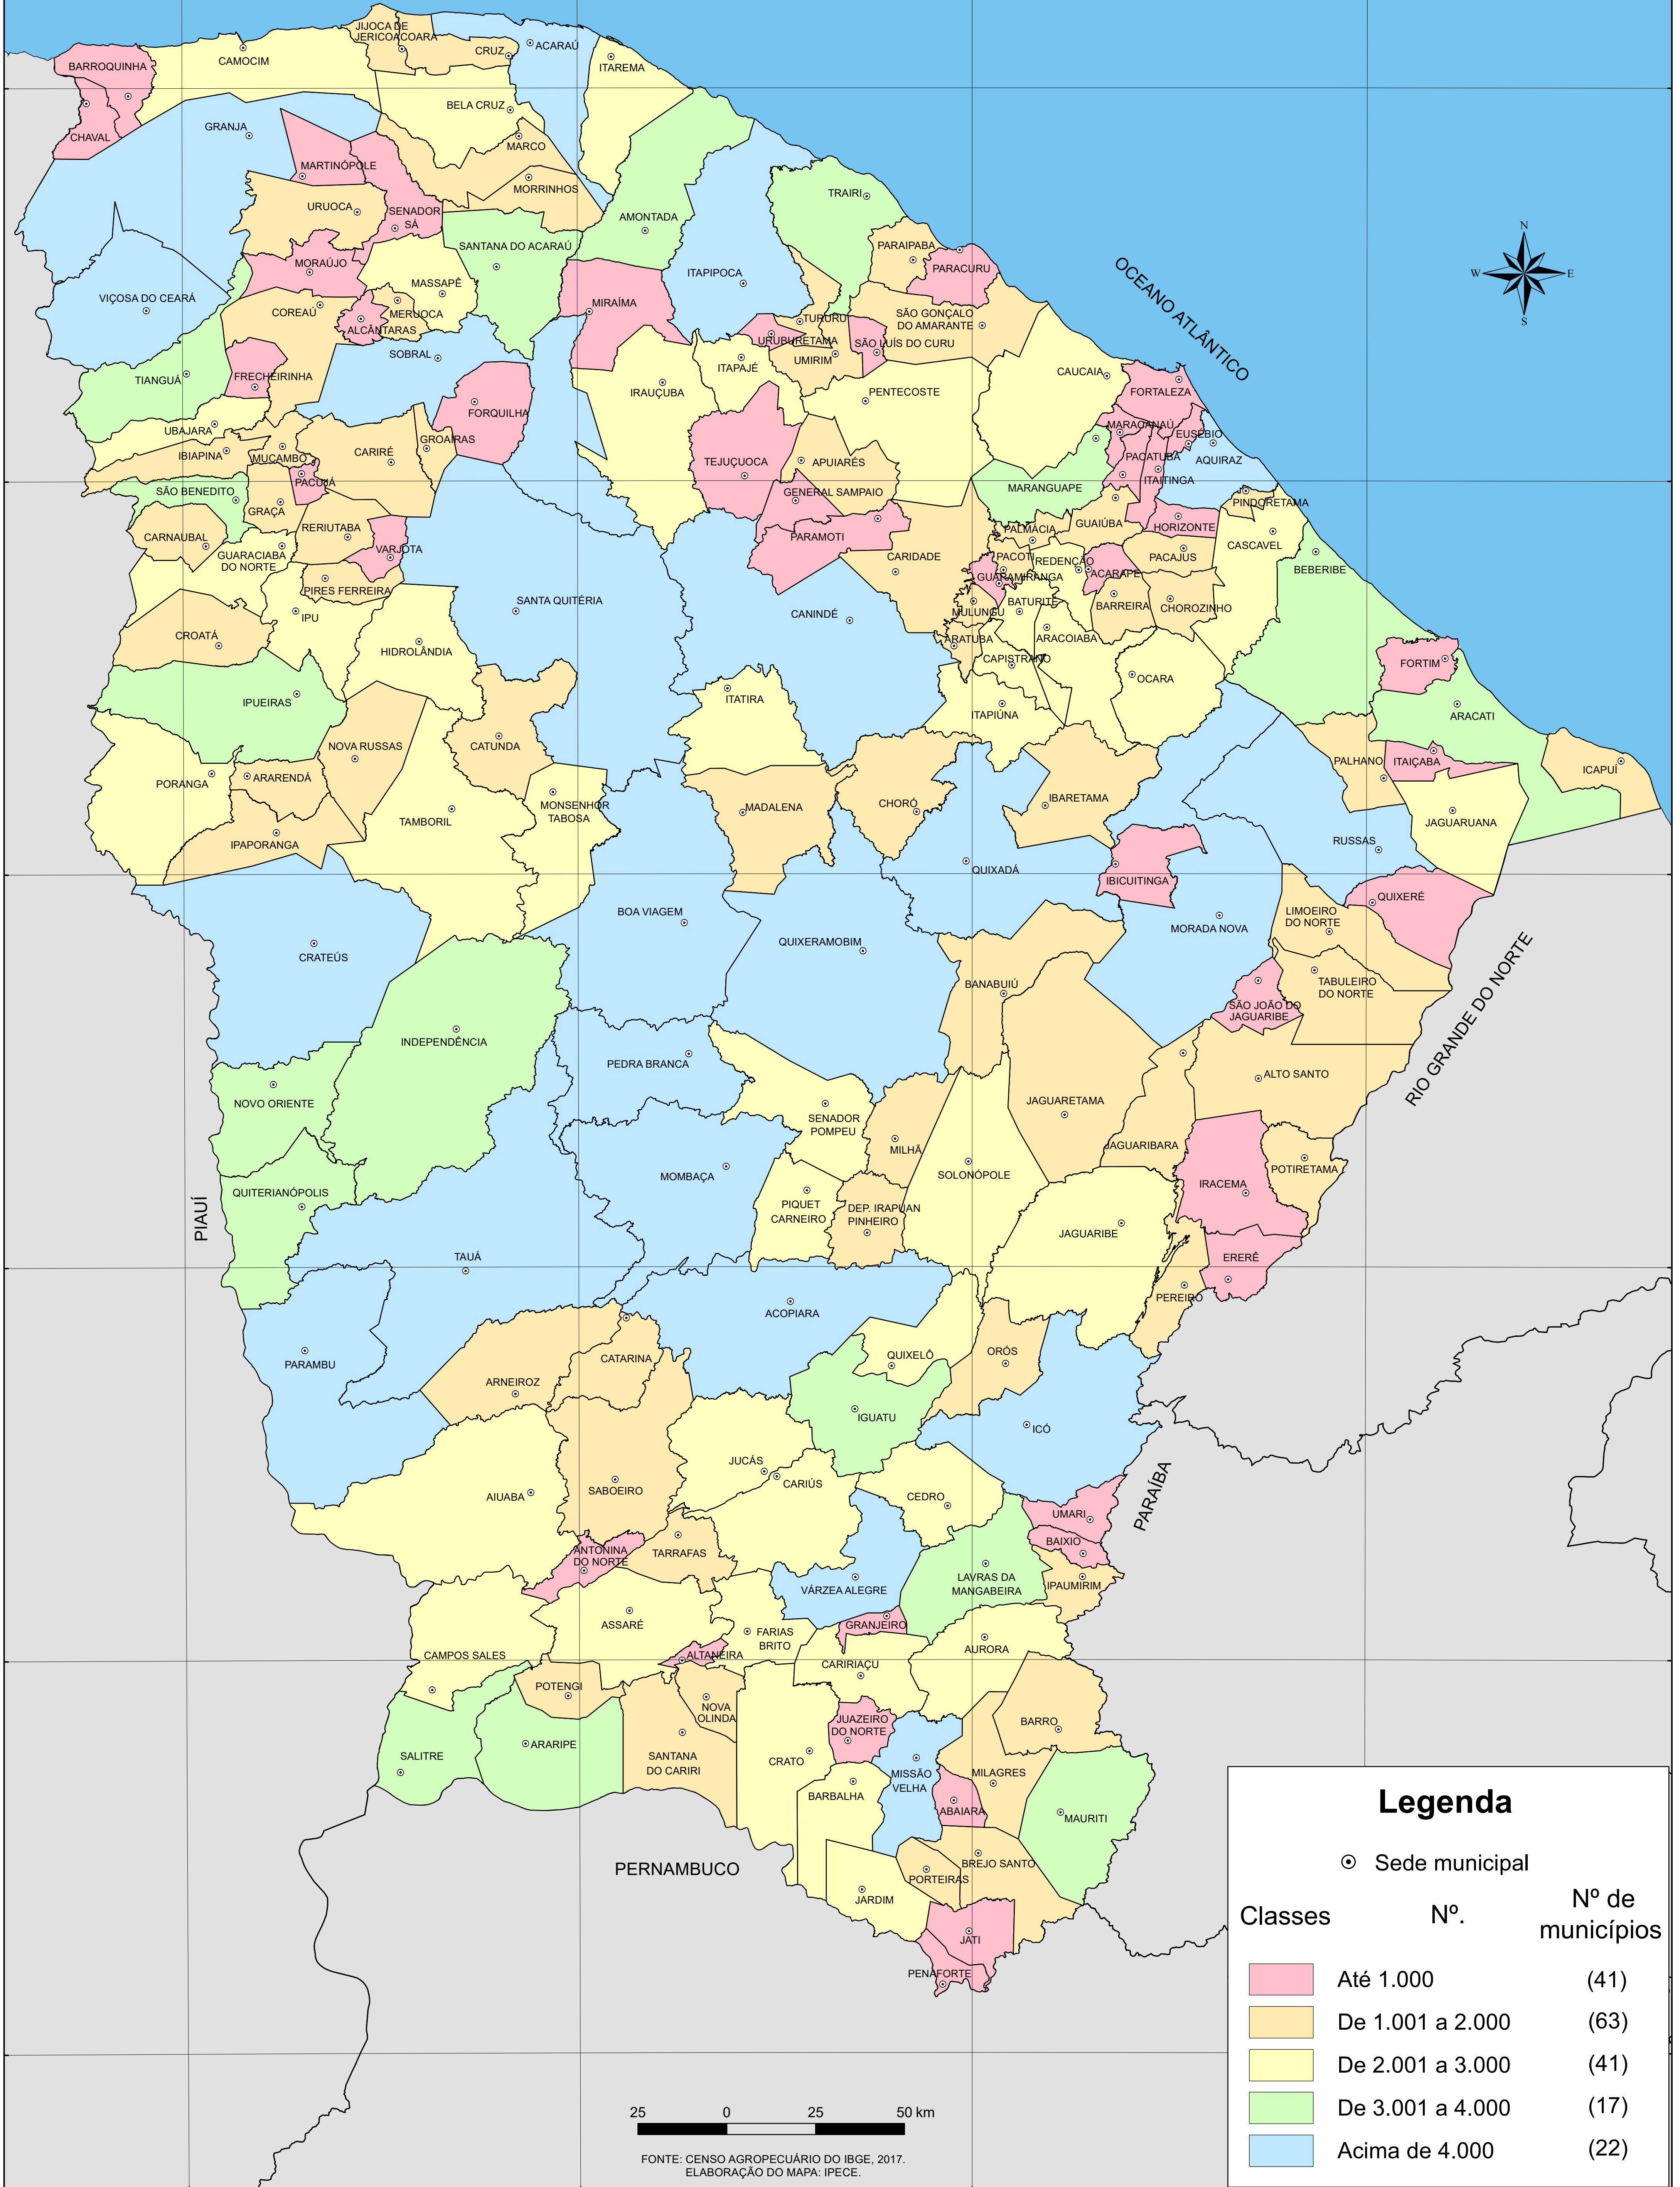 JIJOCA DE
JERICOACOARA
CRUZ
ACARAÚ
BARROQUINHA
CAMOCIM
ITAREMA
CHAVAL
GRANJA
BELA CRUZ
MARCO
MARTINÓPOLE
MORRINHOS
URUOCA
SENADOR
SÁ
AMONTADA
TRAIRI
SANTANA DO ACARAÚ
PARAIPABA
PARACURU
MORAÚJO
MASSAPÊ
ITAPIPOCA
OCEANO ATLÂNTICO
N
W
E
S
VIÇOSA DO CEARÁ
COREAÚ
MERUOCA
ALCÂNTARAS
MIRAÍMA
TURURU
SÃO GONÇALO
DO AMARANTE
URUBURETAMA
SÃO LUÍS DO CURU
SOBRAL
UMIRIM
ITAPAJÉ
TIANGUÁ
FRECHEIRINHA
IRAUÇUBA
PENTECOSTE
CAUCAIA
FORTALEZA
FORQUILHA
UBAJARA
GROAÍRAS
MARACANAÚ
EUSÉBIO
IBIAPINA
MUCAMBO
CARIRÉ
TEJUÇUOCA
APUIARÉS
PACATUBA
AQUIRAZ
ITAITINGA
PACUJÁ
SÃO BENEDITO
GENERAL SAMPAIO
MARANGUAPE
PINDORETAMA
GRAÇA
RERIUTABA
CARNAUBAL
VARJOTA
PARAMOTI
PALMÁCIA
GUAIÚBA
HORIZONTE
CASCAVEL
GUARACIABA
DO NORTE
CARIDADE
PACOTI
REDENÇÃO
PACAJUS
BEBERIBE
PIRES FERREIRA
GUARAMIRANGA
ACARAPE
SANTA QUITÉRIA
IPU
CANINDÉ
MULUNGU
BATURITÉ
BARREIRA
CHOROZINHO
CROATÁ
HIDROLÂNDIA
ARATUBA
ARACOIABA
CAPISTRANO
FORTIM
OCARA
IPUEIRAS
ITATIRA
ITAPIÚNA
ARACATI
NOVA RUSSAS
CATUNDA
PALHANO
ITAIÇABA
ICAPUÍ
PORANGA
ARARENDÁ
MONSENHOR
TABOSA
MADALENA
CHORÓ
IBARETAMA
TAMBORIL
JAGUARUANA
IPAPORANGA
RUSSAS
QUIXADÁ
IBICUITINGA
QUIXERÉ
BOA VIAGEM
LIMOEIRO
DO NORTE
MORADA NOVA
CRATEÚS
QUIXERAMOBIM
RIO GRANDE DO NORTE
BANABUIÚ
TABULEIRO
DO NORTE
SÃO JOÃO DO
JAGUARIBE
INDEPENDÊNCIA
PEDRA BRANCA
ALTO SANTO
NOVO ORIENTE
SENADOR
POMPEU
JAGUARETAMA
MILHÃ
JAGUARIBARA
MOMBAÇA
SOLONÓPOLE
POTIRETAMA
IRACEMA
PIAUÍ
QUITERIANÓPOLIS
PIQUET
CARNEIRO
DEP. IRAPUAN
PINHEIRO
JAGUARIBE
TAUÁ
ERERÊ
PEREIRO
ACOPIARA
PARAMBU
CATARINA
QUIXELÔ
ORÓS
ARNEIROZ
IGUATU
ICÓ
JUCÁS
CARIÚS
SABOEIRO
AIUABA
CEDRO
PARAÍBA
UMARI
ANTONINA
DO NORTE
TARRAFAS
BAIXIO
VÁRZEA ALEGRE
LAVRAS DA
MANGABEIRA
IPAUMIRIM
ASSARÉ
FARIAS
BRITO
GRANJEIRO
AURORA
CAMPOS SALES
ALTANEIRA
CARIRIAÇU
POTENGI
NOVA
OLINDA
JUAZEIRO
DO NORTE
BARRO
ARARIPE
SALITRE
SANTANA
DO CARIRI
CRATO
MISSÃO
VELHA
MILAGRES
BARBALHA
ABAIARA
MAURITI
PERNAMBUCO
BREJO SANTO
PORTEIRAS
JARDIM
JATI
PENAFORTE
Legenda
Sede municipal
Classes Nº. Nº de
municípios
Até 1.000 (41)
De 1.001 a 2.000 (63)
De 2.001 a 3.000 (41)
De 3.001 a 4.000 (17)
Acima de 4.000 (22)
25 0 25 50 km
FONTE: CENSO AGROPECUÁRIO DO IBGE, 2017.
ELABORAÇÃO DO MAPA: IPECE.